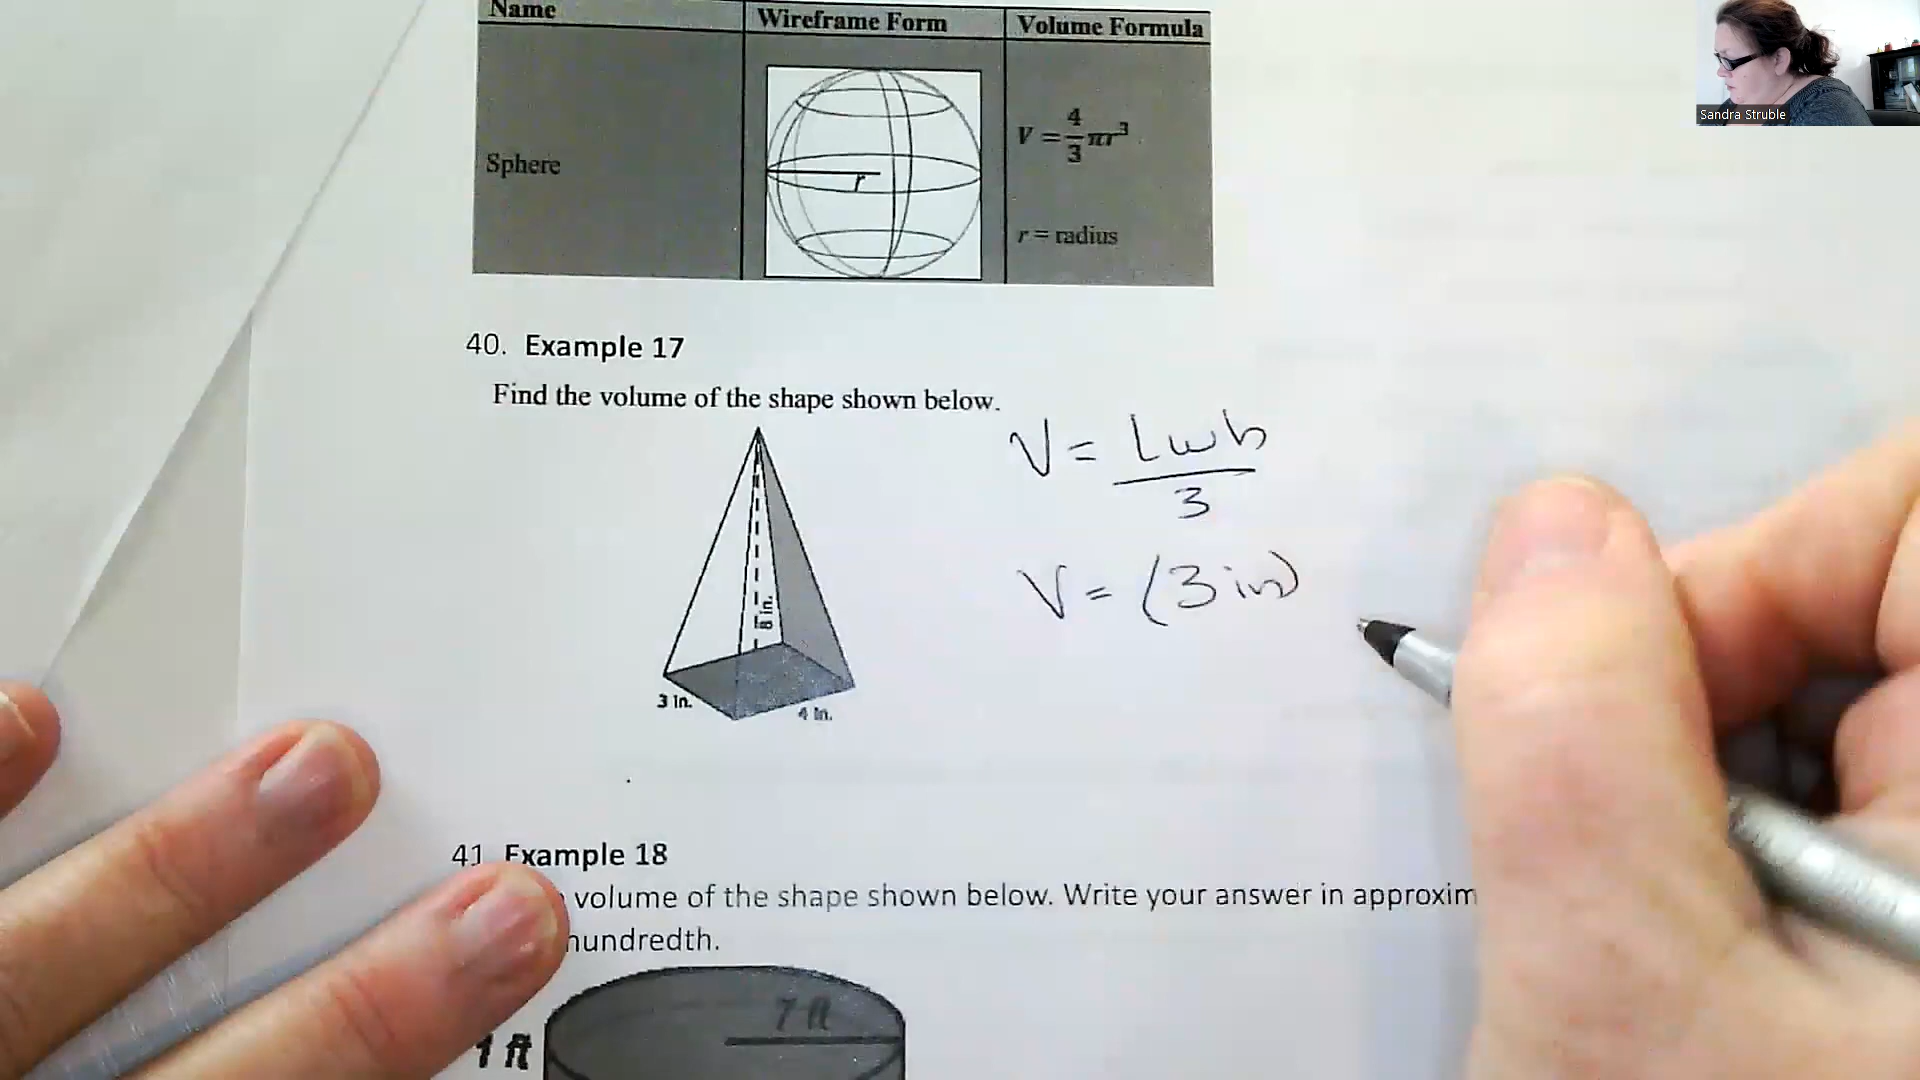 Name Wireframe Form Volume Formula
Sandra Struble
V = 4/3 πr³
Sphere
r
r = radius
40. Example 17
Find the volume of the shape shown below.
V = lwh
3
V = (3 in)
8 in.
3 in.
4 in.
41 Example 18
volume of the shape shown below. Write your answer in approxim
hundredth.
7 ft
ft